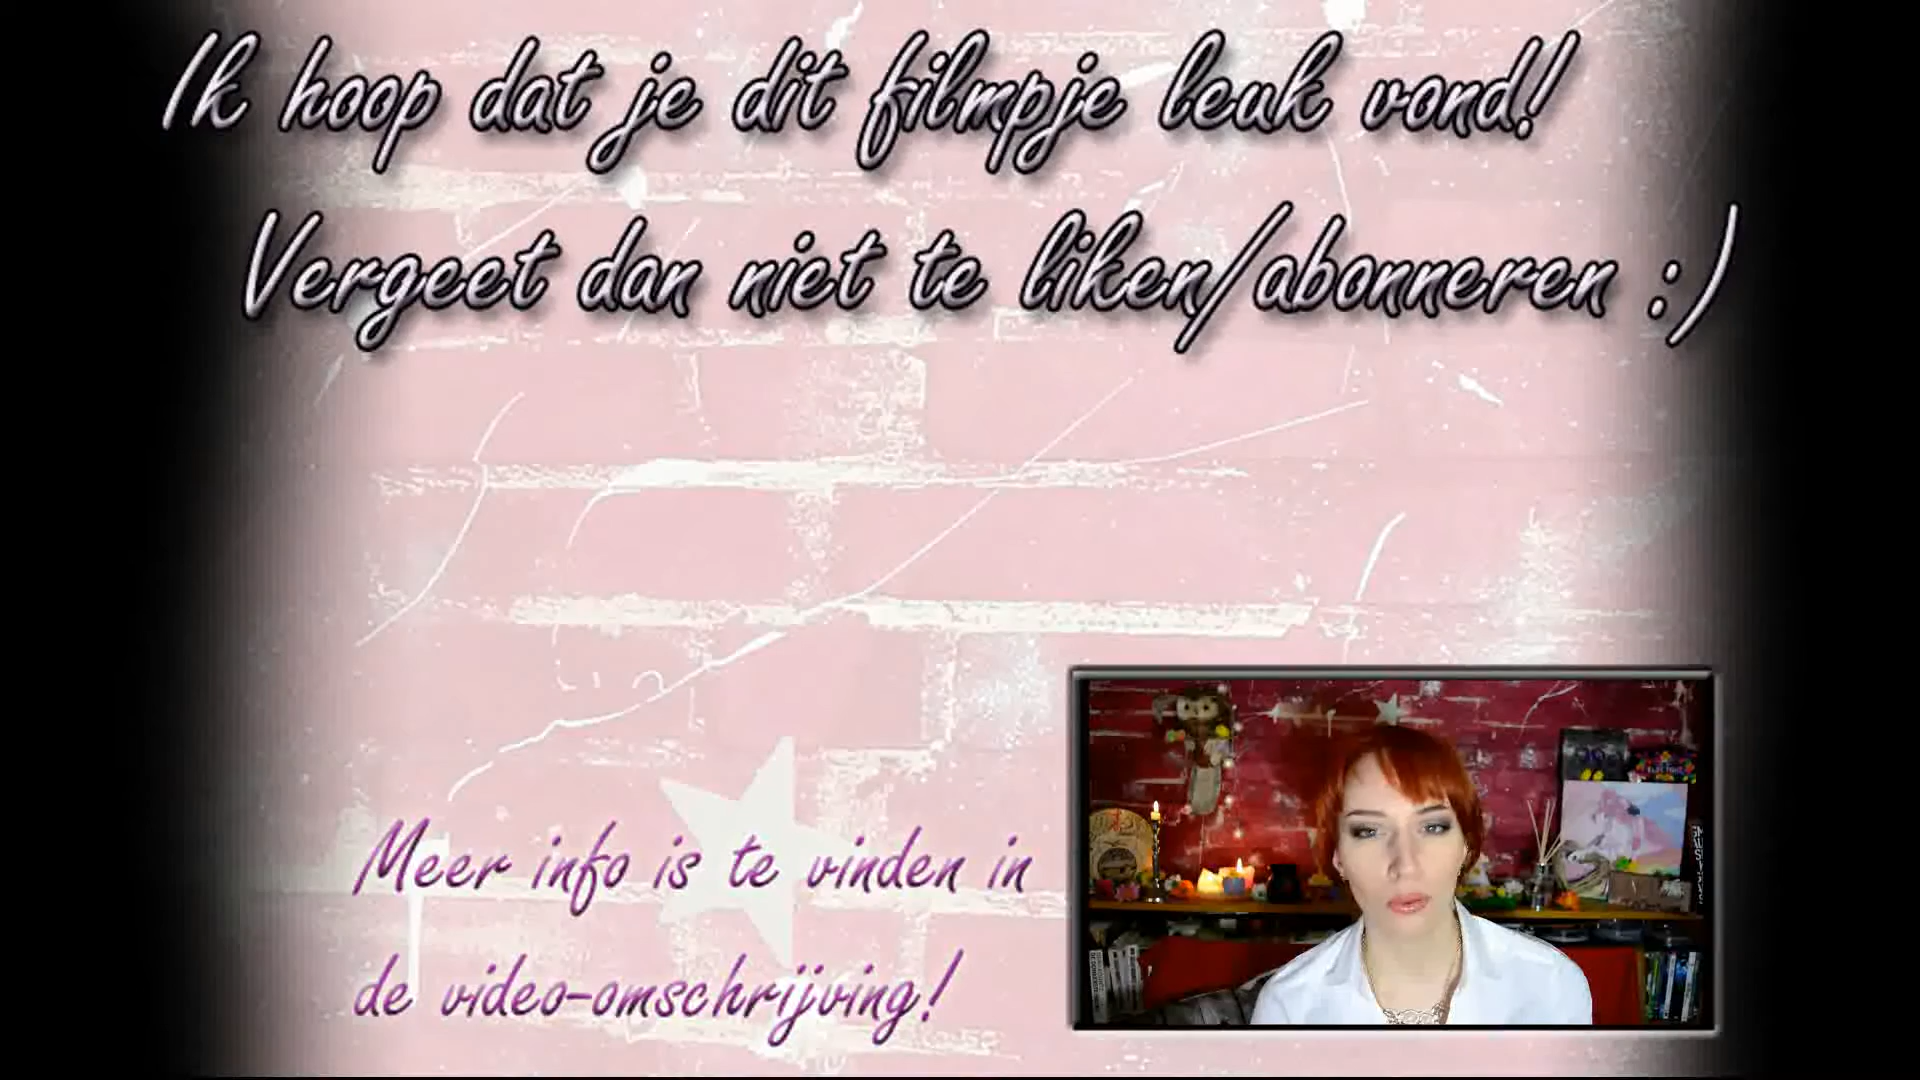 Ik hoop dat je dit filmpje leuk vond!
Vergeet dan niet te liken/abonneren :)
Meer info is te vinden in
de video-omschrijving!